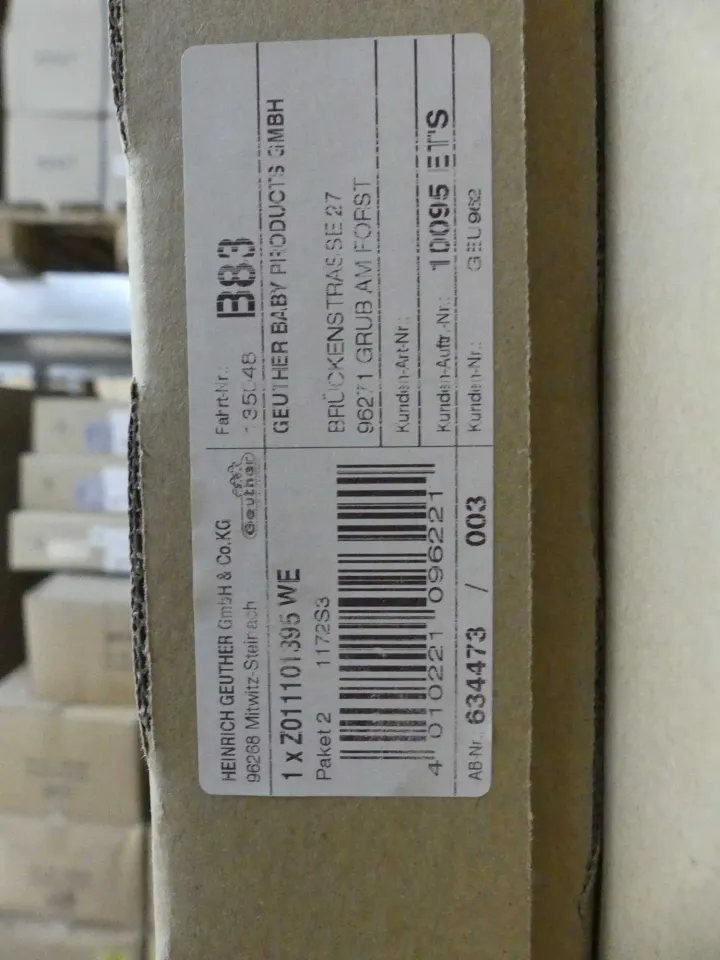 HEINRICH GEUTHER GmbH & Co.KG
96268 Mitwitz-Steinach
Geuther
1 x Z011101395 WE
Paket 2 1172S3
4 010221 096221
AB-Nr.: 634473 / 003
Fahrt-Nr.:
B83
GEUTHER BABY PRODUCTS GMBH
BRÜCKENSTRASSE 27
96271 GRUB AM FORST
Kunden-Art-Nr.:
Kunden-Auftr.-Nr.: 10095 ETS
Kunden-Nr.: GEU962